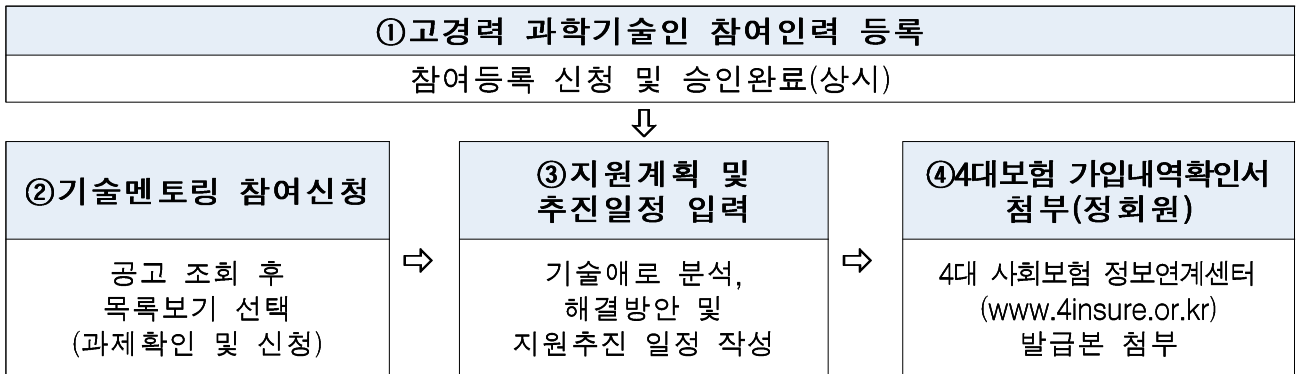 ①고경력 과학기술인 참여인력 등록
참여등록 신청 및 승인완료(상시)
⇩
②기술멘토링 참여신청
공고 조회 후
목록보기 선택
(과제확인 및 신청)
⇨
③지원계획 및
추진일정 입력
기술애로 분석,
해결방안 및
지원추진 일정 작성
⇨
④4대보험 가입내역확인서
첨부(정회원)
4대 사회보험 정보연계센터
(www.4insure.or.kr)
발급본 첨부